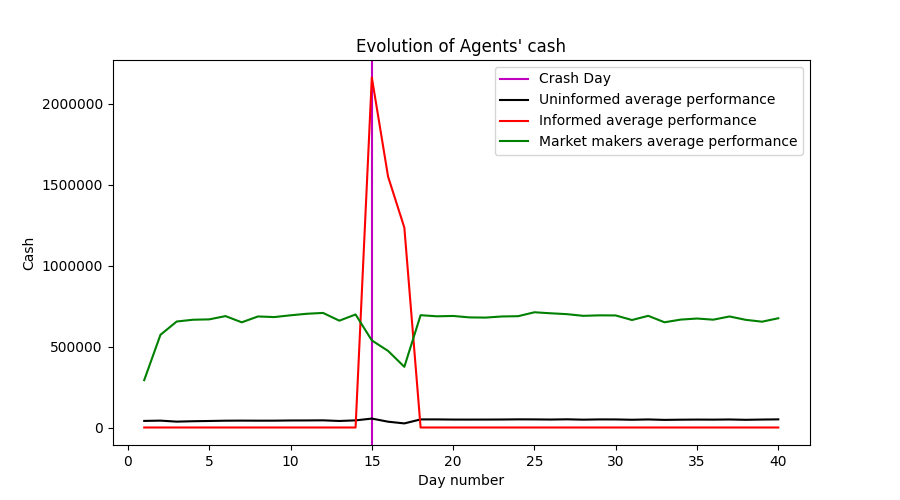 Evolution of Agents' cash
Crash Day
Uninformed average performance
Informed average performance
Market makers average performance
2000000
1500000
1000000
500000
0
Cash
0 5 10 15 20 25 30 35 40
Day number